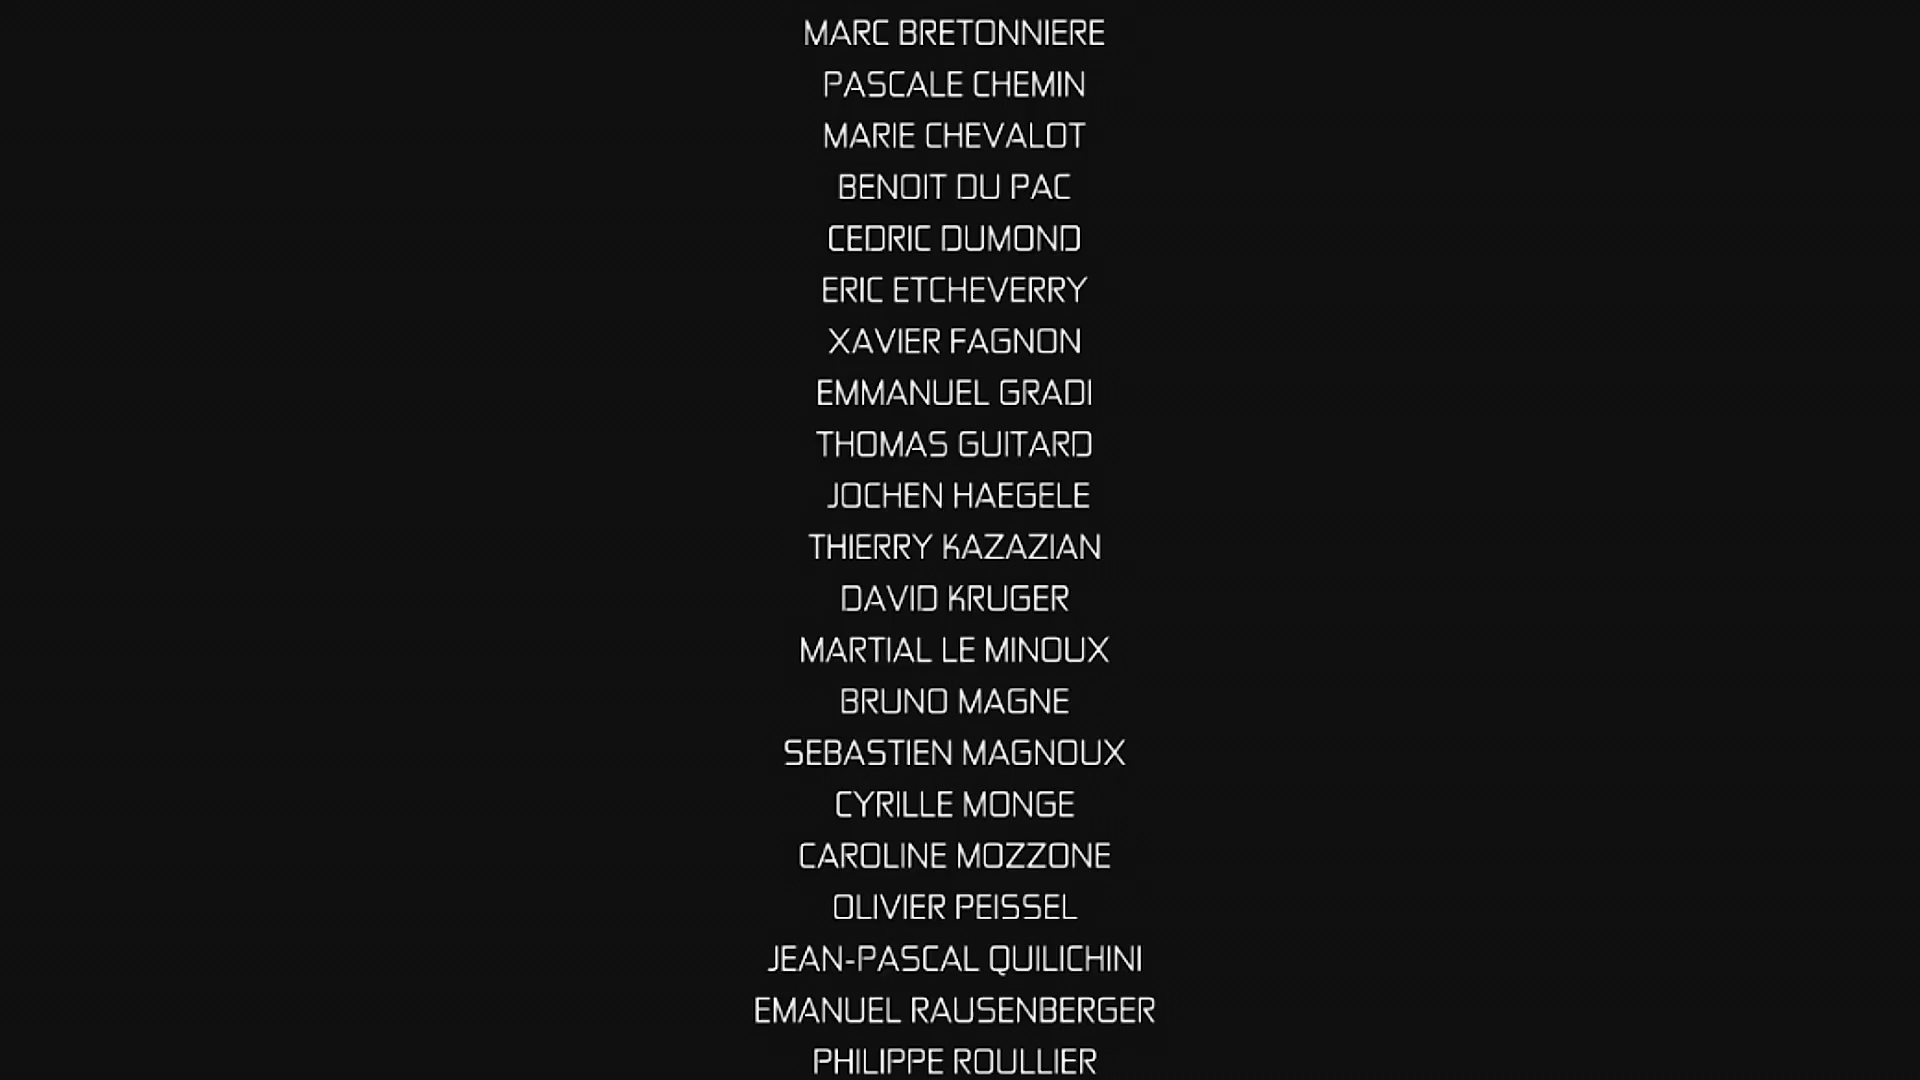 MARC BRETONNIERE
PASCALE CHEMIN
MARIE CHEVALOT
BENOIT DU PAC
CEDRIC DUMOND
ERIC ETCHEVERRY
XAVIER FAGNON
EMMANUEL GRADI
THOMAS GUITARD
JOCHEN HAEGELE
THIERRY KAZAZIAN
DAVID KRUGER
MARTIAL LE MINOUX
BRUNO MAGNE
SEBASTIEN MAGNOUX
CYRILLE MONGE
CAROLINE MOZZONE
OLIVIER PEISSEL
JEAN-PASCAL QUILICHINI
EMANUEL RAUSENBERGER
PHILIPPE ROULLIER